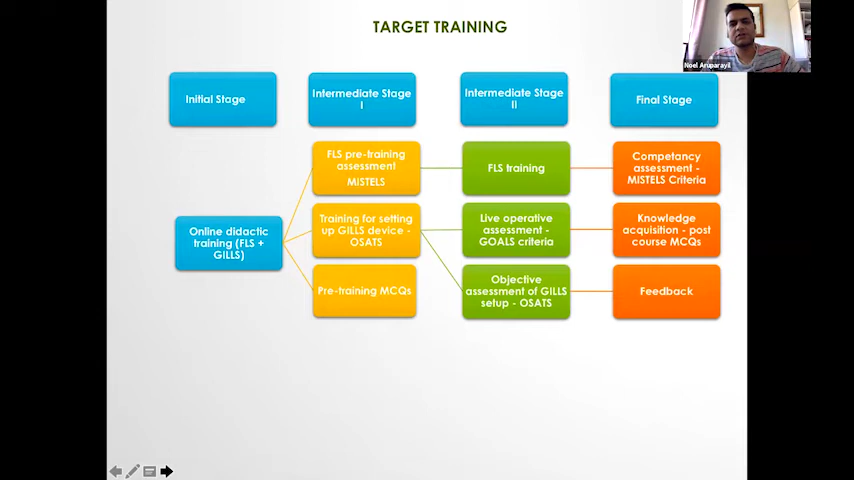 TARGET TRAINING
Noel Aruparayil
Initial Stage
Intermediate Stage
I
Intermediate Stage
II
Final Stage
Online didactic
training (FLS +
GILLS)
FLS pre-training
assessment
MISTELS
Training for setting
up GILLS device -
OSATS
Pre-training MCQs
FLS training
Live operative
assessment -
GOALS criteria
Objective
assessment of GILLS
setup - OSATS
Competancy
assessment -
MISTELS Criteria
Knowledge
acquisition - post
course MCQs
Feedback